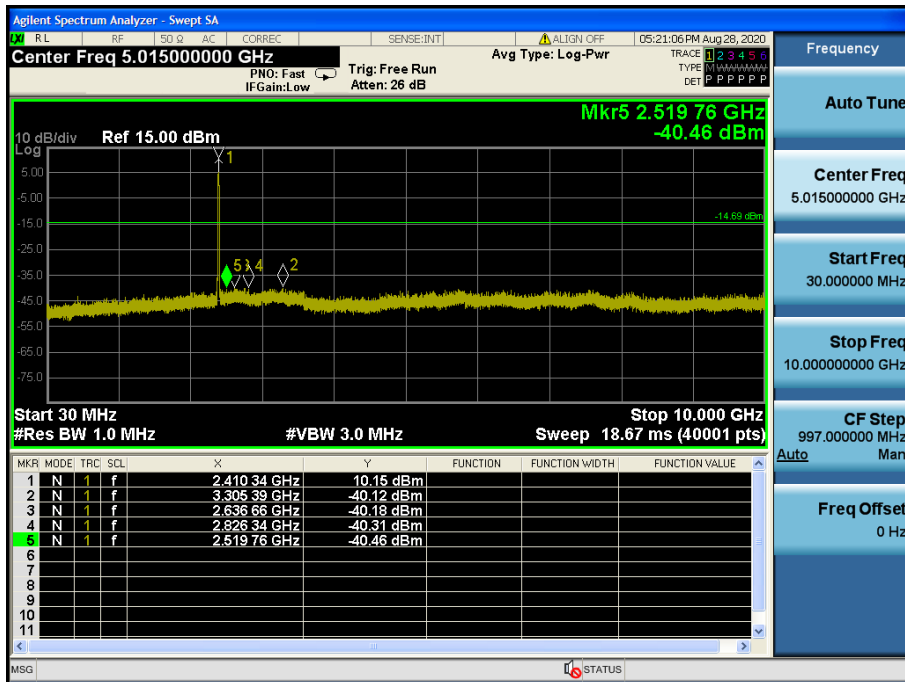 Agilent Spectrum Analyzer - Swept SA
LXI RL RF 50 Ω AC CORREC SENSE:INT ALIGN OFF 05:21:06 PM Aug 28, 2020
Center Freq 5.015000000 GHz
PNO: Fast
IFGain:Low
Trig: Free Run
Atten: 26 dB
Avg Type: Log-Pwr
TRACE 1 2 3 4 5 6
TYPE M WWWWW
DET P P P P P P
Mkr5 2.519 76 GHz
-40.46 dBm
10 dB/div Ref 15.00 dBm
Log
1
5.00
-5.00
-15.0
-14.69 dBm
-25.0
5 3 4 2
-35.0
-45.0
-55.0
-65.0
-75.0
Start 30 MHz Stop 10.000 GHz
#Res BW 1.0 MHz #VBW 3.0 MHz Sweep 18.67 ms (40001 pts)
MKR MODE TRC SCL X Y FUNCTION FUNCTION WIDTH FUNCTION VALUE
1 N 1 f 2.410 34 GHz 10.15 dBm
2 N 1 f 3.305 39 GHz -40.12 dBm
3 N 1 f 2.636 66 GHz -40.18 dBm
4 N 1 f 2.826 34 GHz -40.31 dBm
5 N 1 f 2.519 76 GHz -40.46 dBm
6
7
8
9
10
11
MSG STATUS
Frequency
Auto Tune
Center Freq
5.015000000 GHz
Start Freq
30.000000 MHz
Stop Freq
10.000000000 GHz
CF Step
997.000000 MHz
Auto Man
Freq Offset
0 Hz